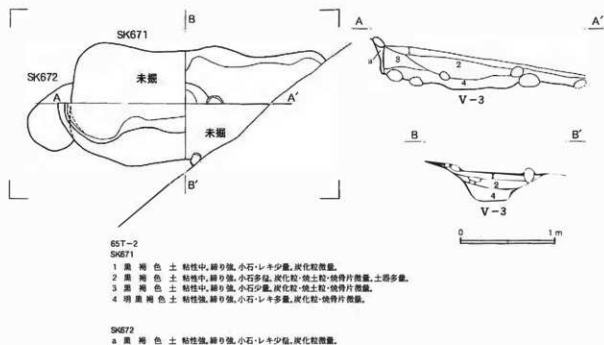 B
SK671
SK672
未掘
A
A′
未掘
B′
A
A′
a
3
1
2
4
V-3
B
B′
1
2
4
V-3
0
1m
65T-2
SK671
1 黒褐色土 粘性中, 締り強, 小石・レキ少量, 炭化粒微量。
2 黒褐色土 粘性中, 締り強, 小石多量, 炭化粒・焼土粒・焼骨片微量, 土器多量。
3 黒褐色土 粘性中, 締り強, 小石少量, 炭化粒・焼土粒・焼骨片微量。
4 明黒褐色土 粘性強, 締り強, 小石・レキ多量, 炭化粒・焼骨片微量。
SK672
a 黒褐色土 粘性強, 締り強, 小石・レキ少量, 炭化粒微量。